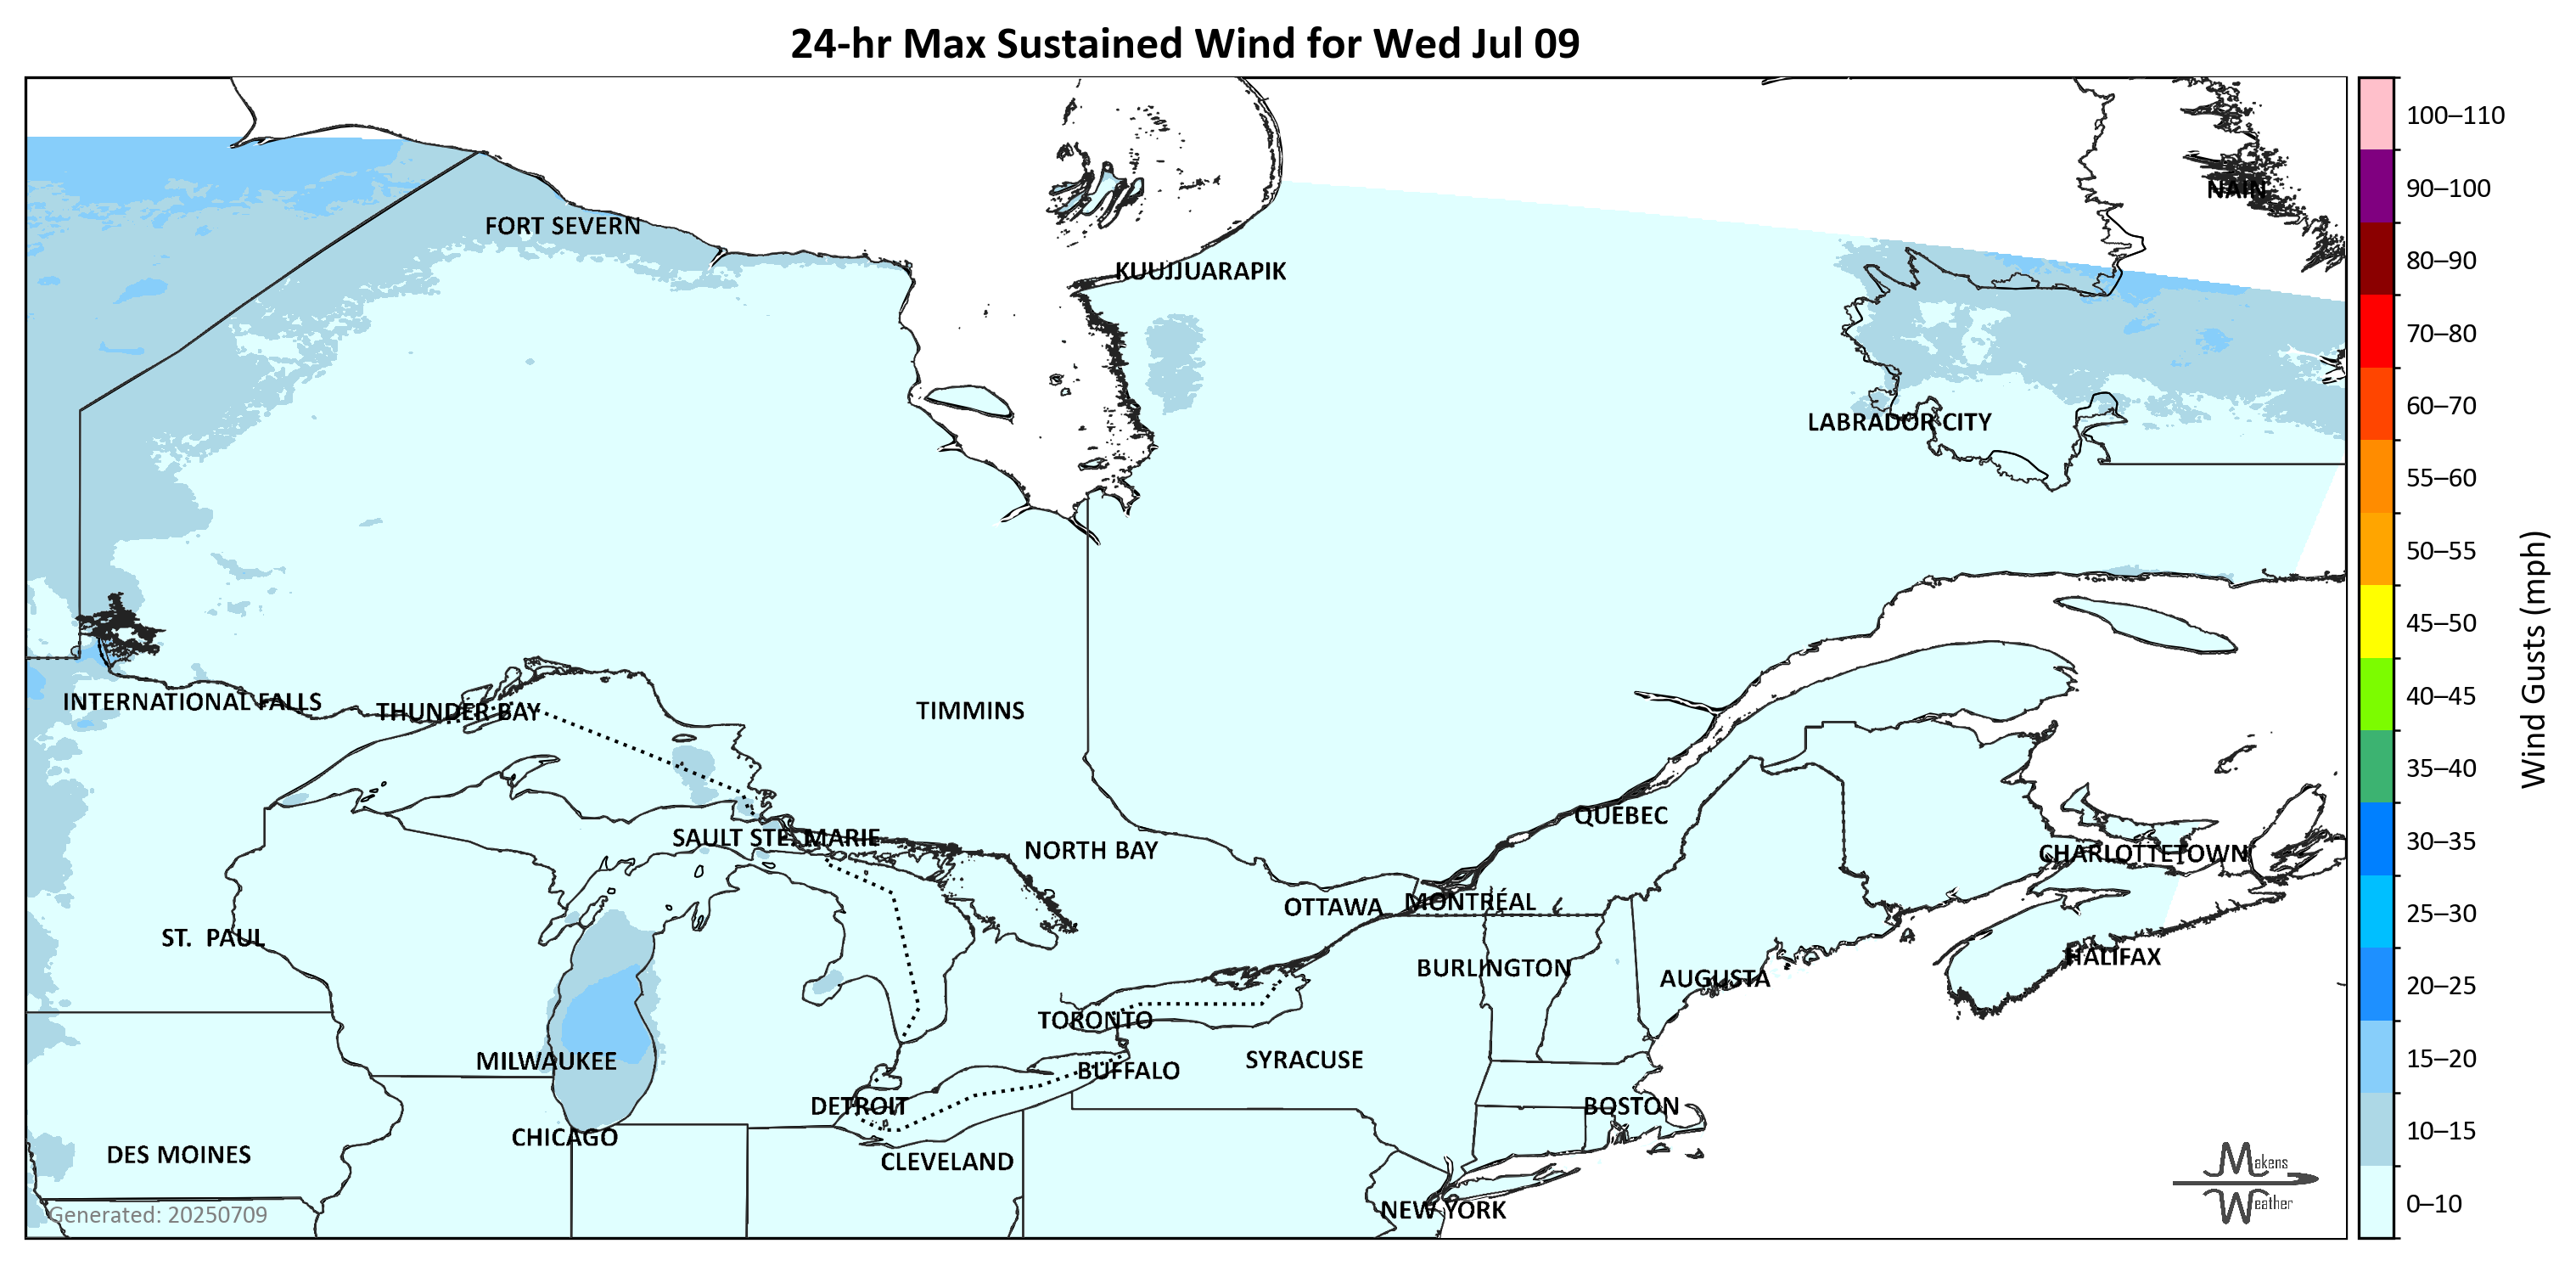 24-hr Max Sustained Wind for Wed Jul 09
100–110
90–100
80–90
70–80
60–70
55–60
50–55
45–50
40–45
35–40
30–35
25–30
20–25
15–20
10–15
0–10
Wind Gusts (mph)
NAIN
FORT SEVERN
KUUJJUARAPIK
LABRADOR CITY
INTERNATIONAL FALLS
THUNDER BAY
TIMMINS
QUÉBEC
SAULT STE. MARIE
NORTH BAY
CHARLOTTETOWN
OTTAWA
MONTRÉAL
ST. PAUL
HALIFAX
BURLINGTON
AUGUSTA
TORONTO
MILWAUKEE
SYRACUSE
BUFFALO
DETROIT
BOSTON
CHICAGO
DES MOINES
CLEVELAND
NEW YORK
Generated: 20250709
Makens
Weather